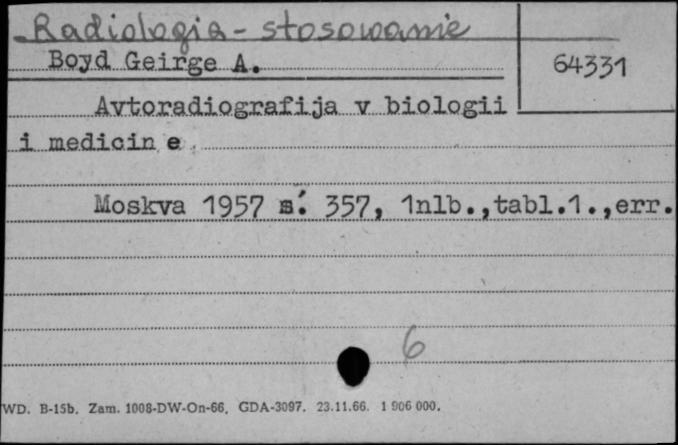 Radiologia - stosowanie
Boyd Geirge A.
64331
Avtoradiografija v biologii
i medicin e
Moskva 1957 s. 357, 1nlb.,tabl.1.,err.
6
WD. B-15b. Zam. 1008-DW-On-66. GDA-3097. 23.11.66. 1 906 000.